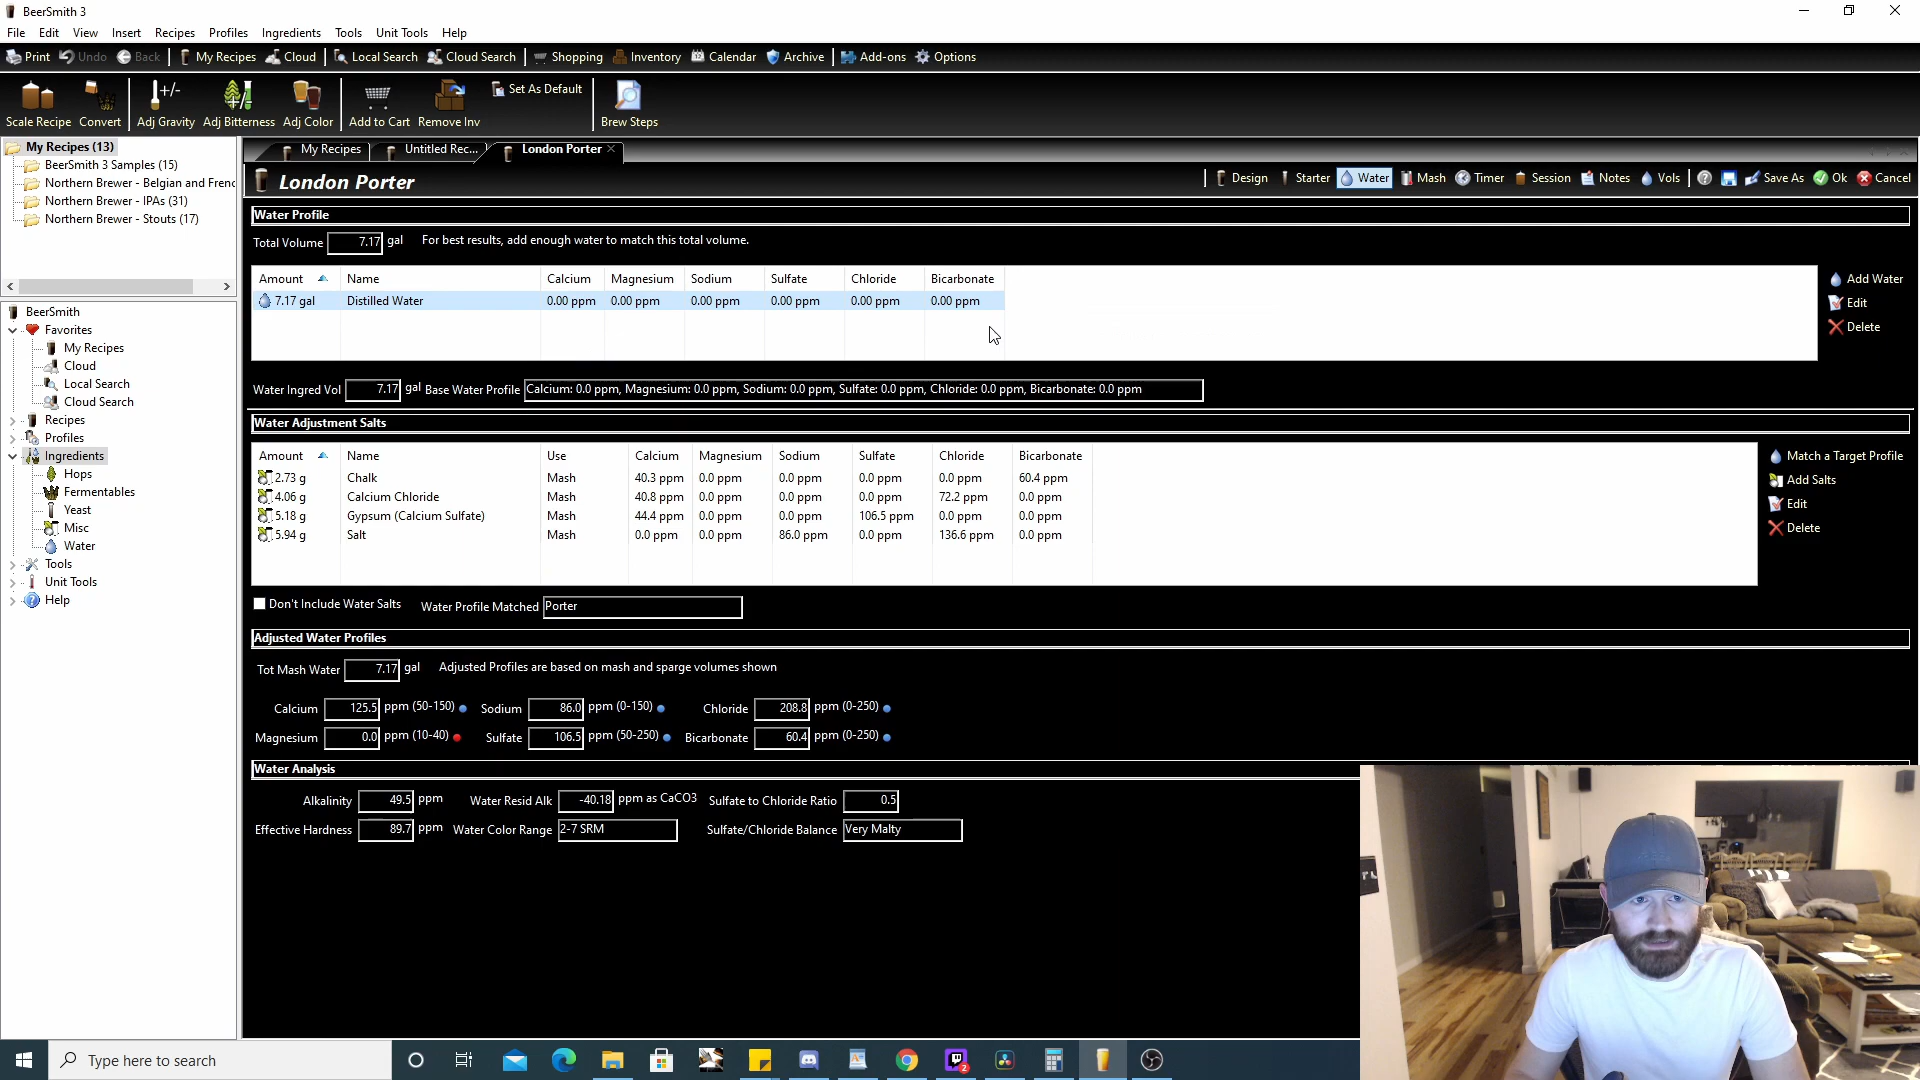 BeerSmith 3
File Edit View Insert Recipes Profiles Ingredients Tools Unit Tools Help
Print Undo Back My Recipes Cloud Local Search Cloud Search Shopping Inventory Calendar Archive Add-ons Options
Set As Default
Scale Recipe Convert Adj Gravity Adj Bitterness Adj Color Add to Cart Remove Inv Brew Steps
My Recipes (13)
BeerSmith 3 Samples (15)
Northern Brewer - Belgian and Frenc
Northern Brewer - IPAs (31)
Northern Brewer - Stouts (17)
BeerSmith
Favorites
My Recipes
Cloud
Local Search
Cloud Search
Recipes
Profiles
Ingredients
Hops
Fermentables
Yeast
Misc
Water
Tools
Unit Tools
Help
My Recipes Untitled Rec... London Porter
London Porter
Design Starter Water Mash Timer Session Notes Vols Save As Ok Cancel
Water Profile
Total Volume 7.17 gal For best results, add enough water to match this total volume.
Amount Name Calcium Magnesium Sodium Sulfate Chloride Bicarbonate
7.17 gal Distilled Water 0.00 ppm 0.00 ppm 0.00 ppm 0.00 ppm 0.00 ppm 0.00 ppm
Add Water
Edit
Delete
Water Ingred Vol 7.17 gal Base Water Profile Calcium: 0.0 ppm, Magnesium: 0.0 ppm, Sodium: 0.0 ppm, Sulfate: 0.0 ppm, Chloride: 0.0 ppm, Bicarbonate: 0.0 ppm
Water Adjustment Salts
Amount Name Use Calcium Magnesium Sodium Sulfate Chloride Bicarbonate
2.73 g Chalk Mash 40.3 ppm 0.0 ppm 0.0 ppm 0.0 ppm 0.0 ppm 60.4 ppm
4.06 g Calcium Chloride Mash 40.8 ppm 0.0 ppm 0.0 ppm 0.0 ppm 72.2 ppm 0.0 ppm
5.18 g Gypsum (Calcium Sulfate) Mash 44.4 ppm 0.0 ppm 0.0 ppm 106.5 ppm 0.0 ppm 0.0 ppm
5.94 g Salt Mash 0.0 ppm 0.0 ppm 86.0 ppm 0.0 ppm 136.6 ppm 0.0 ppm
Match a Target Profile
Add Salts
Edit
Delete
Don't Include Water Salts Water Profile Matched Porter
Adjusted Water Profiles
Tot Mash Water 7.17 gal Adjusted Profiles are based on mash and sparge volumes shown
Calcium 125.5 ppm (50-150) Sodium 86.0 ppm (0-150) Chloride 208.8 ppm (0-250)
Magnesium 0.0 ppm (10-40) Sulfate 106.5 ppm (50-250) Bicarbonate 60.4 ppm (0-250)
Water Analysis
Alkalinity 49.5 ppm Water Resid Alk -40.18 ppm as CaCO3 Sulfate to Chloride Ratio 0.5
Effective Hardness 89.7 ppm Water Color Range 2-7 SRM Sulfate/Chloride Balance Very Malty
Type here to search
2